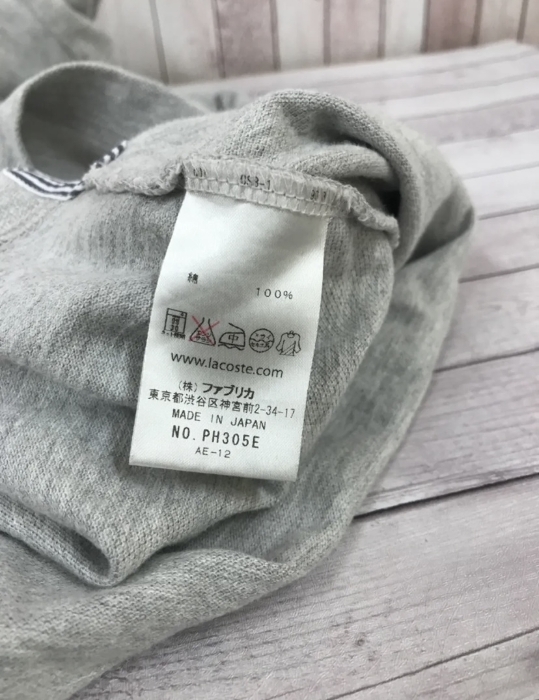 綿 100%
www.lacoste.com
(株)ファブリカ
東京都渋谷区神宮前2-34-17
MADE IN JAPAN
NO. PH305E
AE-12